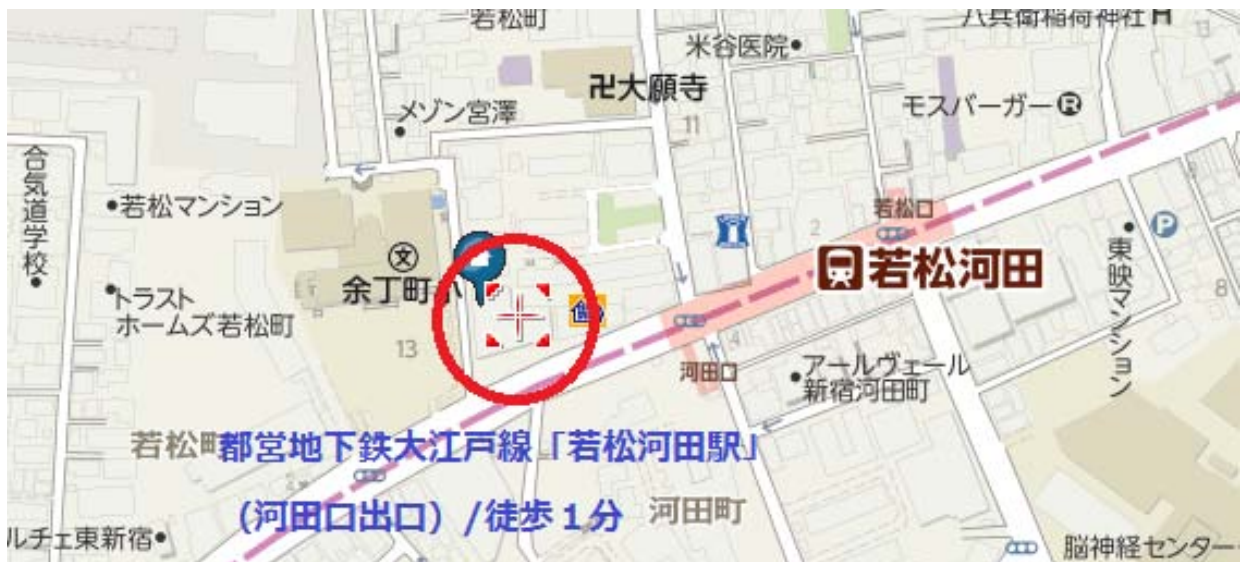 若松町
八兵衛稲荷神社
米谷医院
卍大願寺
メゾン宮澤
11
13
モスバーガー
R
合気道学校
若松マンション
文
余丁町小
若松口
2
若松河田
P
東映マンション
8
トラスト
ホームズ若松町
13
4
河田口
アールヴェール
新宿河田町
若松町
都営地下鉄大江戸線「若松河田駅」
(河田口出口)/徒歩1分
河田町
ルチェ東新宿
脳神経センター